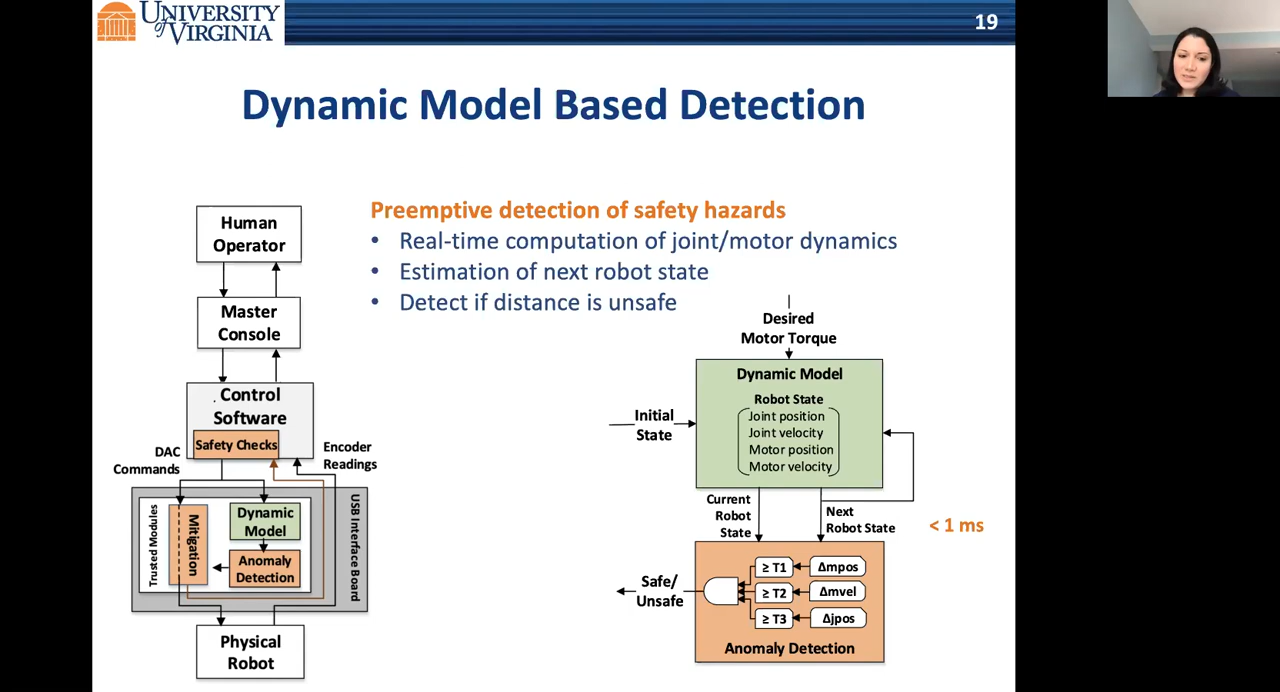 UNIVERSITY
of VIRGINIA
19
Dynamic Model Based Detection
Preemptive detection of safety hazards
• Real-time computation of joint/motor dynamics
• Estimation of next robot state
• Detect if distance is unsafe
Human
Operator
Master
Console
Control
Software
Safety Checks
DAC
Commands
Encoder
Readings
Trusted Modules
Mitigation
Dynamic
Model
Anomaly
Detection
USB Interface Board
Physical
Robot
Desired
Motor Torque
Initial
State
Dynamic Model
Robot State
Joint position
Joint velocity
Motor position
Motor velocity
Current
Robot
State
Next
Robot State
< 1 ms
Safe/
Unsafe
≥ T1
Δmpos
≥ T2
Δmvel
≥ T3
Δjpos
Anomaly Detection